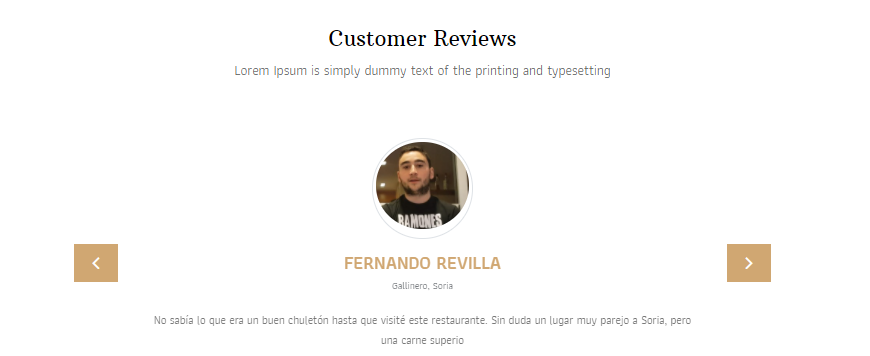 Customer Reviews
Lorem Ipsum is simply dummy text of the printing and typesetting
RAMONES
FERNANDO REVILLA
Gallinero, Soria
No sabía lo que era un buen chuletón hasta que visité este restaurante. Sin duda un lugar muy parejo a Soria, pero
una carne superio